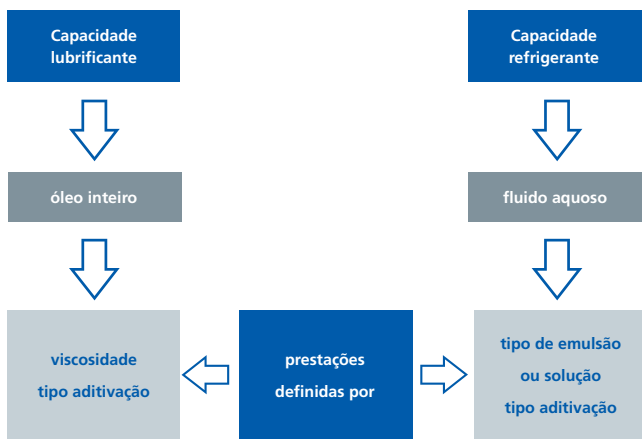 Capacidade
lubrificante
Capacidade
refrigerante
óleo inteiro
fluido aquoso
viscosidade
tipo aditivação
prestações
definidas por
tipo de emulsão
ou solução
tipo aditivação